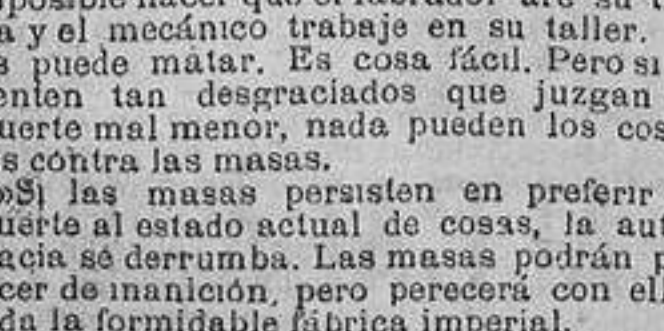 a y el mecánico trabaje en su taller.
puede matar. Es cosa fácil. Pero si
enten tan desgraciados que juzgan
uerte mal menor, nada pueden los cos
s contra las masas.
»Si las masas persisten en preferir
uerte al estado actual de cosas, la aut
acia se derrumba. Las masas podrán p
cer de inanición, pero perecerá con ell
da la formidable fábrica imperial.